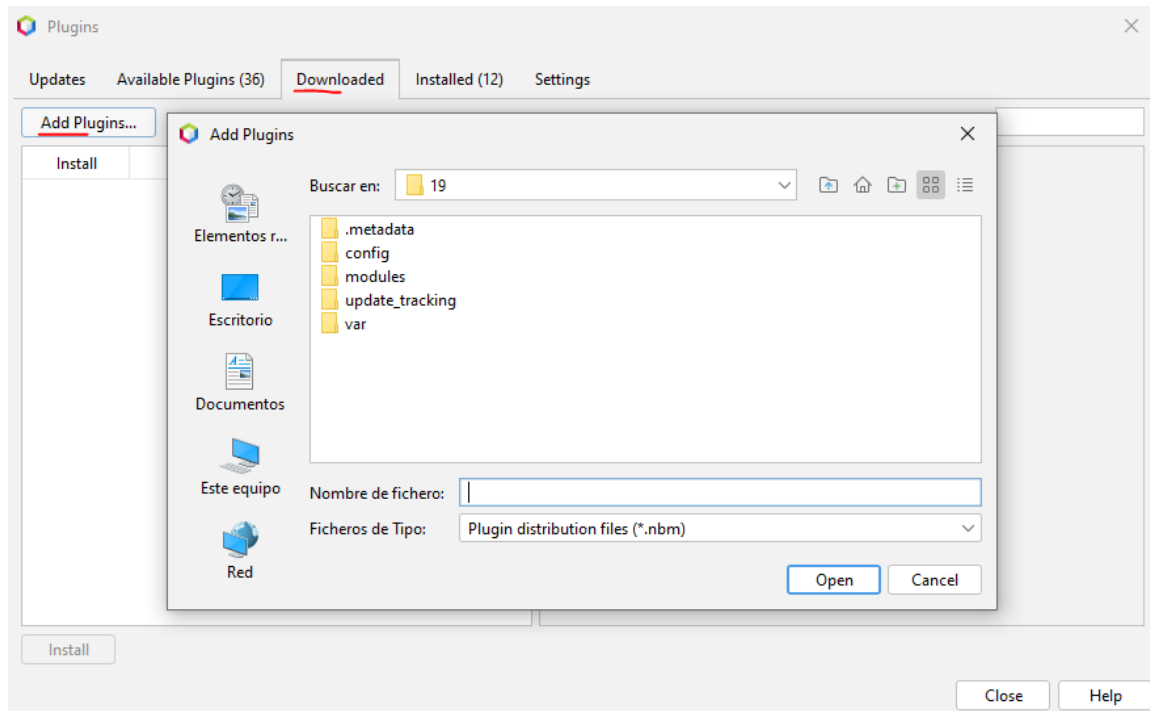 Plugins
Updates Available Plugins (36) Downloaded Installed (12) Settings
Add Plugins...
Install
Add Plugins
Buscar en: 19
Elementos r...
Escritorio
Documentos
Este equipo
Red
.metadata
config
modules
update_tracking
var
Nombre de fichero:
Ficheros de Tipo: Plugin distribution files (*.nbm)
Open Cancel
Install
Close Help